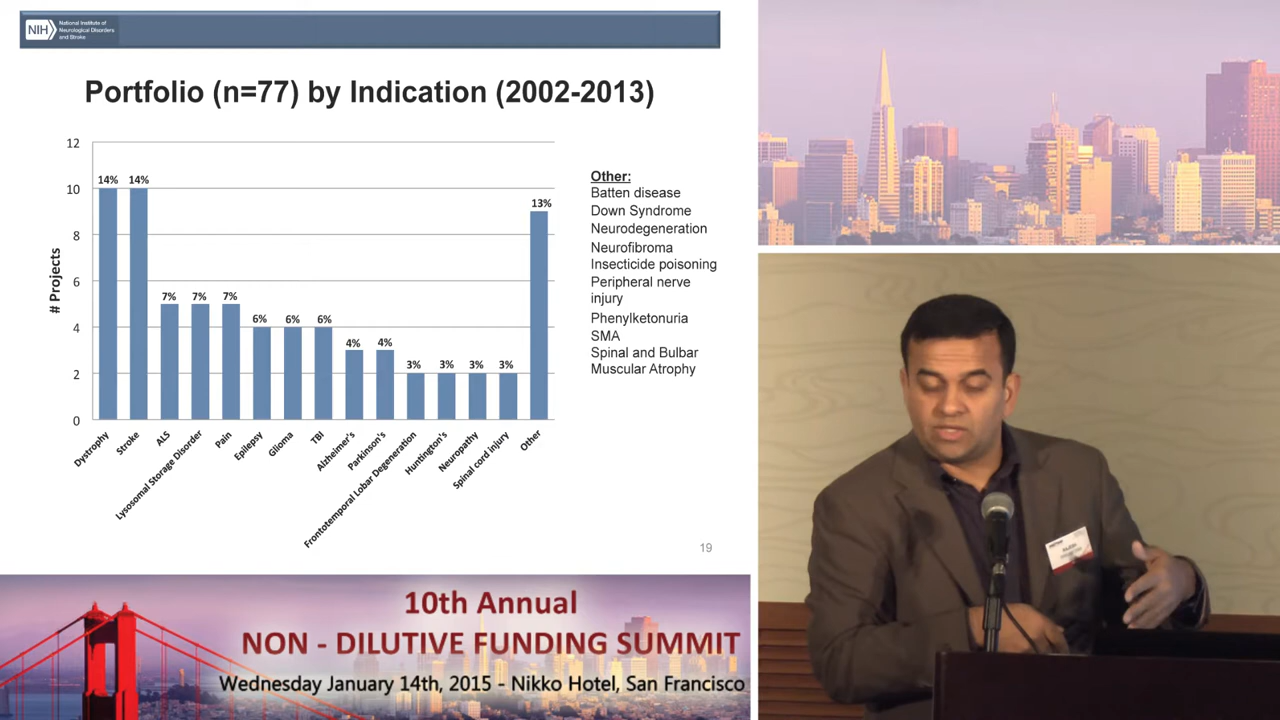 NIH
National Institute of
Neurological Disorders
and Stroke
Portfolio (n=77) by Indication (2002-2013)
# Projects
12
10
8
6
4
2
0
14%
14%
7%
7%
7%
6%
6%
6%
4%
4%
3%
3%
3%
3%
13%
Dystrophy
Stroke
ALS
Lysosomal Storage Disorder
Pain
Epilepsy
Glioma
TBI
Alzheimer's
Parkinson's
Frontotemporal Lobar Degeneration
Huntington's
Neuropathy
Spinal cord injury
Other
Other:
Batten disease
Down Syndrome
Neurodegeneration
Neurofibroma
Insecticide poisoning
Peripheral nerve
injury
Phenylketonuria
SMA
Spinal and Bulbar
Muscular Atrophy
19
10th Annual
NON - DILUTIVE FUNDING SUMMIT
Wednesday January 14th, 2015 - Nikko Hotel, San Francisco